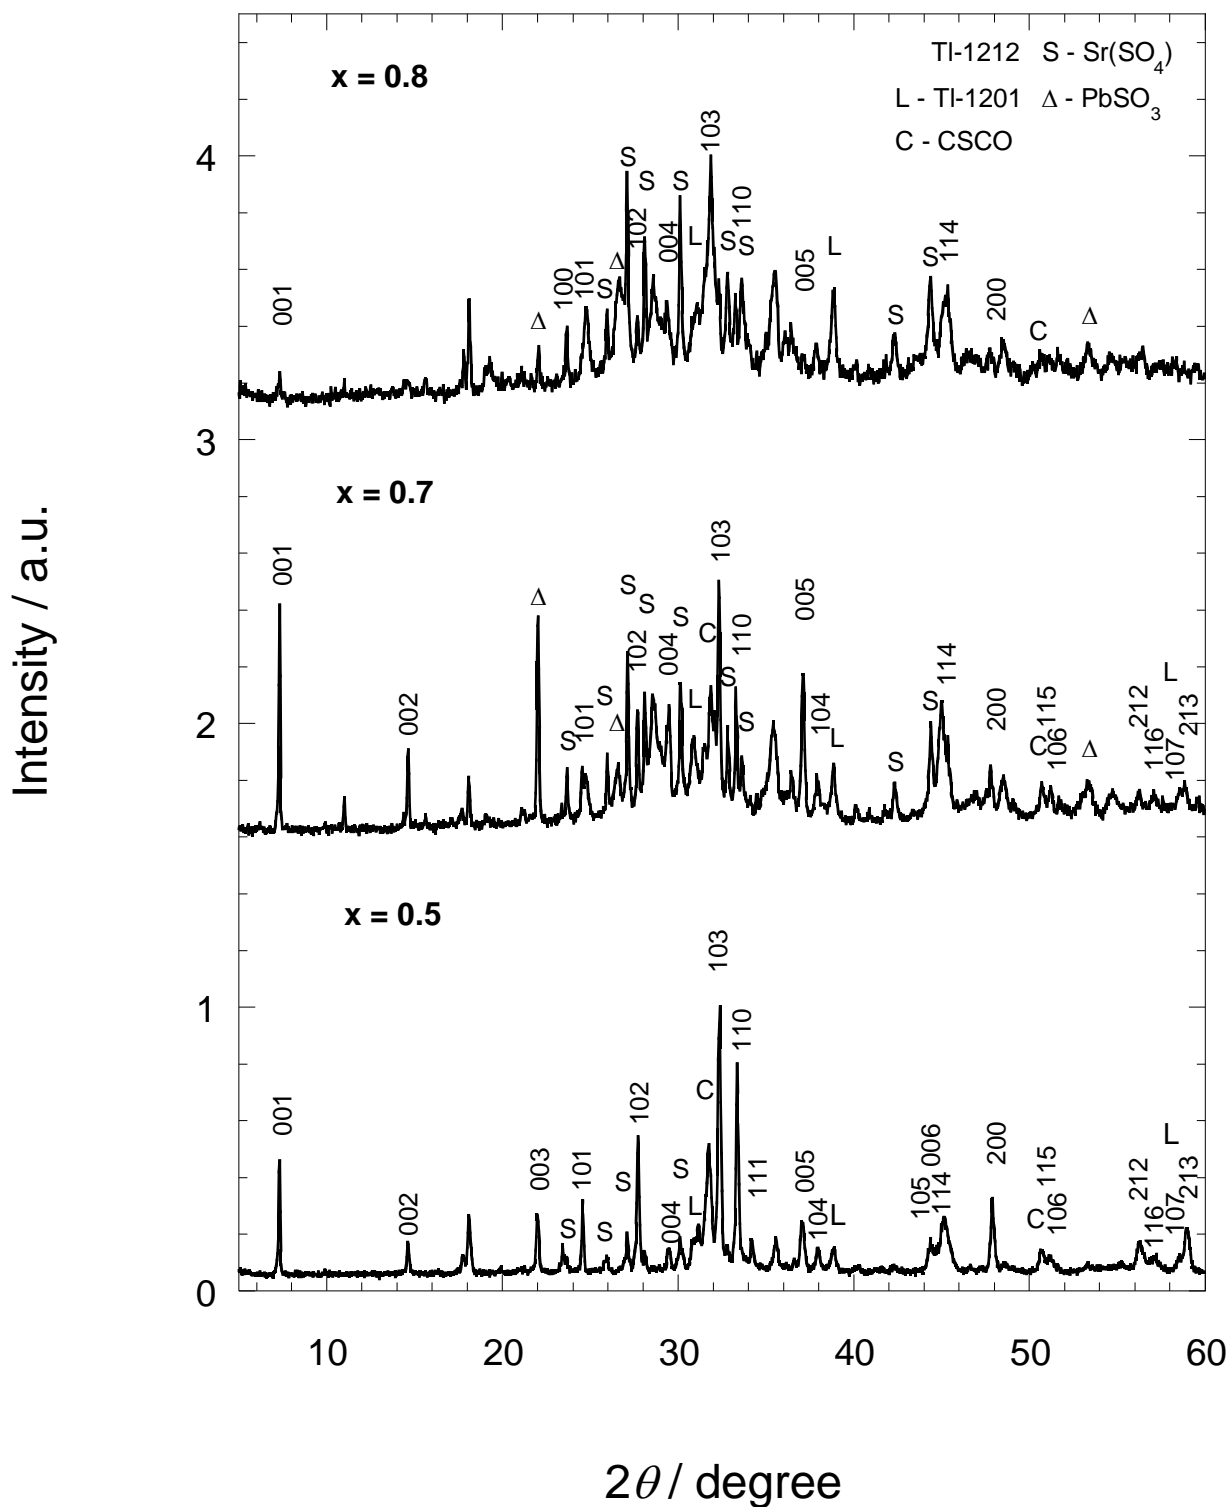 x = 0.8
Tl-1212 S - Sr(SO4)
L - Tl-1201 Δ - PbSO3
C - CSCO
4
001
Δ
100
101
S
Δ
S
102
S
004
S
L
103
S
110
S
005
L
S
S
114
200
C
Δ
3
x = 0.7
001
002
Δ
S
101
S
Δ
S
102
S
004
S
L
C
103
S
110
S
005
104
L
S
S
114
200
C
115
106
Δ
212
116
L
107
213
2
x = 0.5
001
002
003
S
101
S
S
102
004
S
L
C
103
110
111
005
104
L
105
006
114
200
C
115
106
212
116
L
107
213
1
0
10 20 30 40 50 60
Intensity / a.u.
2θ / degree